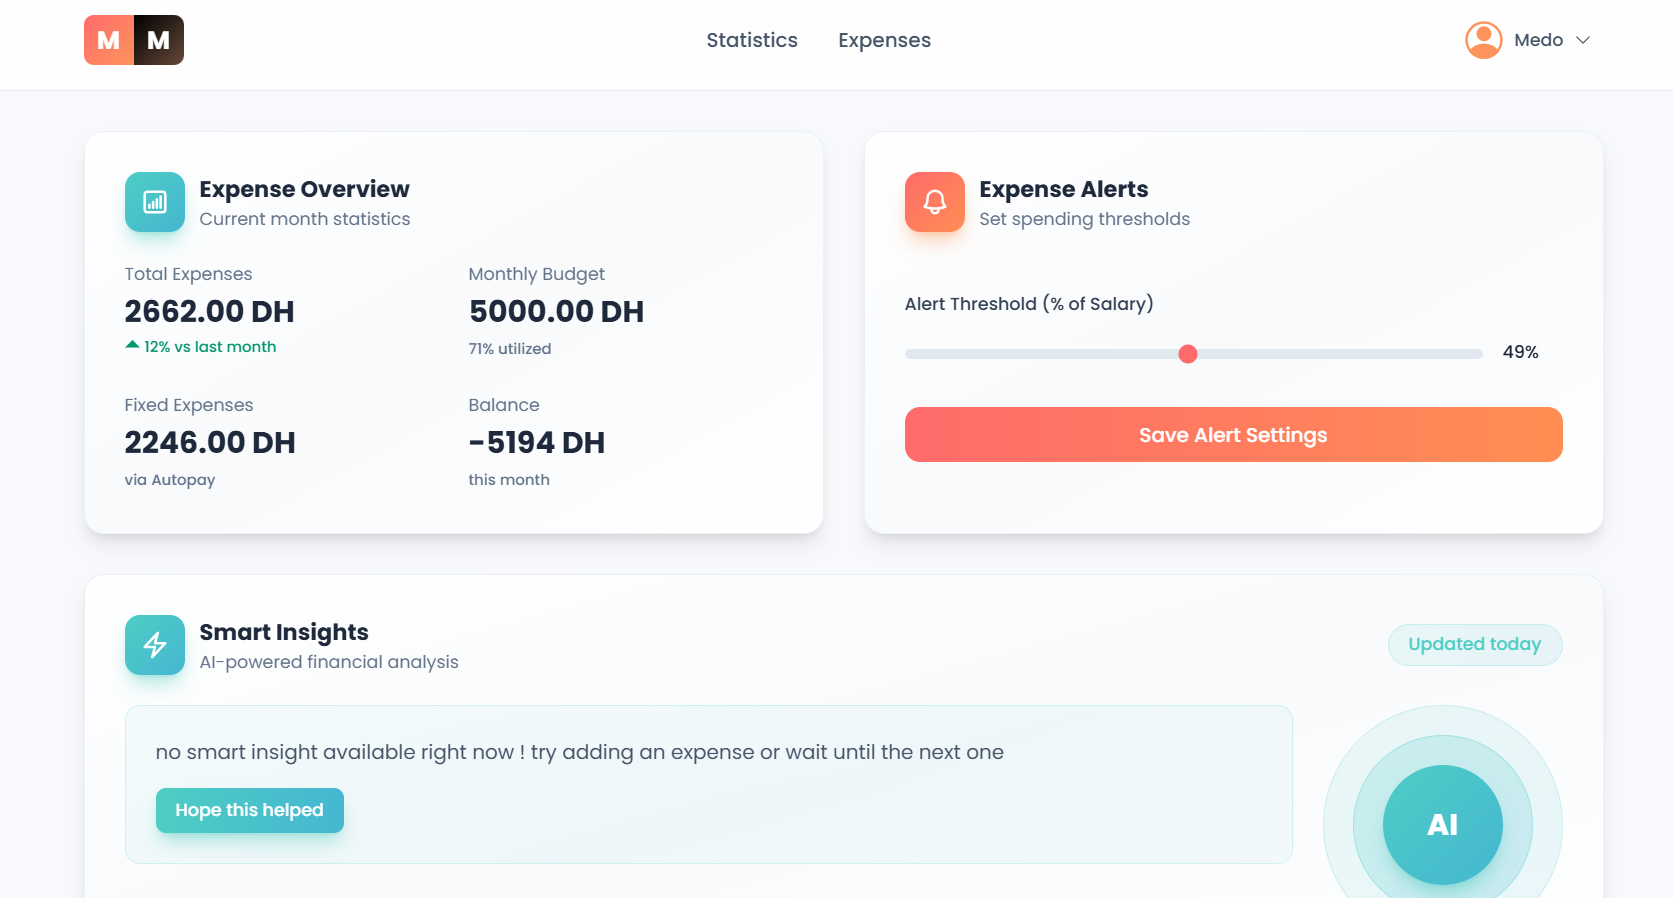 M M
Statistics
Expenses
Medo
Expense Overview
Current month statistics
Total Expenses
2662.00 DH
12% vs last month
Monthly Budget
5000.00 DH
71% utilized
Fixed Expenses
2246.00 DH
via Autopay
Balance
-5194 DH
this month
Expense Alerts
Set spending thresholds
Alert Threshold (% of Salary)
49%
Save Alert Settings
Smart Insights
AI-powered financial analysis
Updated today
no smart insight available right now ! try adding an expense or wait until the next one
Hope this helped
AI